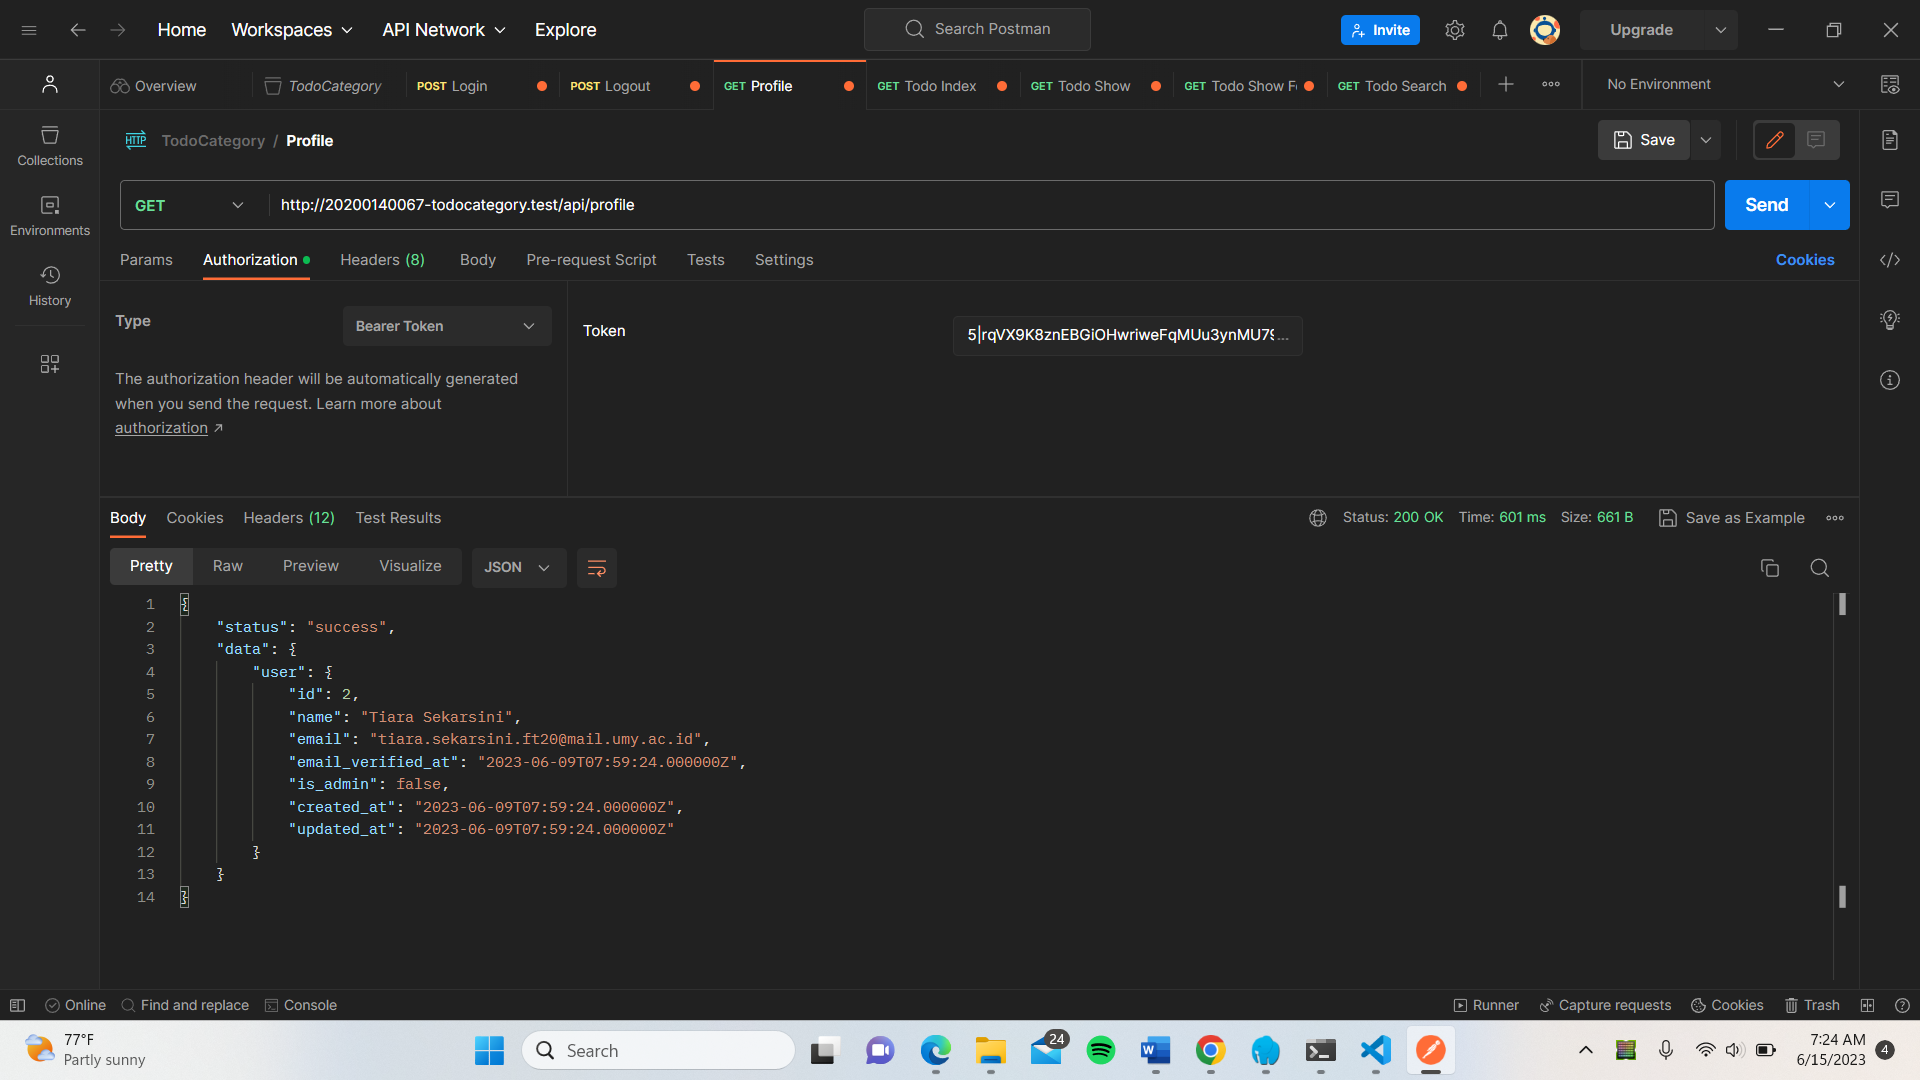 Home Workspaces API Network Explore Search Postman Invite Upgrade
Overview TodoCategory POST Login POST Logout GET Profile GET Todo Index GET Todo Show GET Todo Show F GET Todo Search No Environment
HTTP TodoCategory / Profile Save
Collections
GET http://20200140067-todocategory.test/api/profile Send
Environments
Params Authorization Headers (8) Body Pre-request Script Tests Settings Cookies
History
Type Bearer Token Token 5|rqVX9K8znEBGiOHwriweFqMUu3ynMU79...
The authorization header will be automatically generated
when you send the request. Learn more about
authorization ↗
Body Cookies Headers (12) Test Results Status: 200 OK Time: 601 ms Size: 661 B Save as Example
Pretty Raw Preview Visualize JSON
1 {
2 "status": "success",
3 "data": {
4 "user": {
5 "id": 2,
6 "name": "Tiara Sekarsini",
7 "email": "tiara.sekarsini.ft20@mail.umy.ac.id",
8 "email_verified_at": "2023-06-09T07:59:24.000000Z",
9 "is_admin": false,
10 "created_at": "2023-06-09T07:59:24.000000Z",
11 "updated_at": "2023-06-09T07:59:24.000000Z"
12 }
13 }
14 }
Online Find and replace Console Runner Capture requests Cookies Trash
77°F
Partly sunny
Search
24
7:24 AM
6/15/2023
4